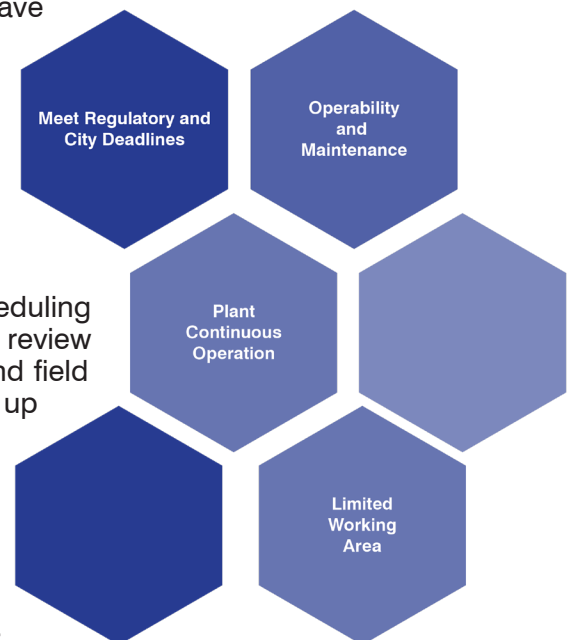 ave
Meet Regulatory and
City Deadlines
Operability
and
Maintenance
eduling
review
nd field
up
Plant
Continuous
Operation
Limited
Working
Area